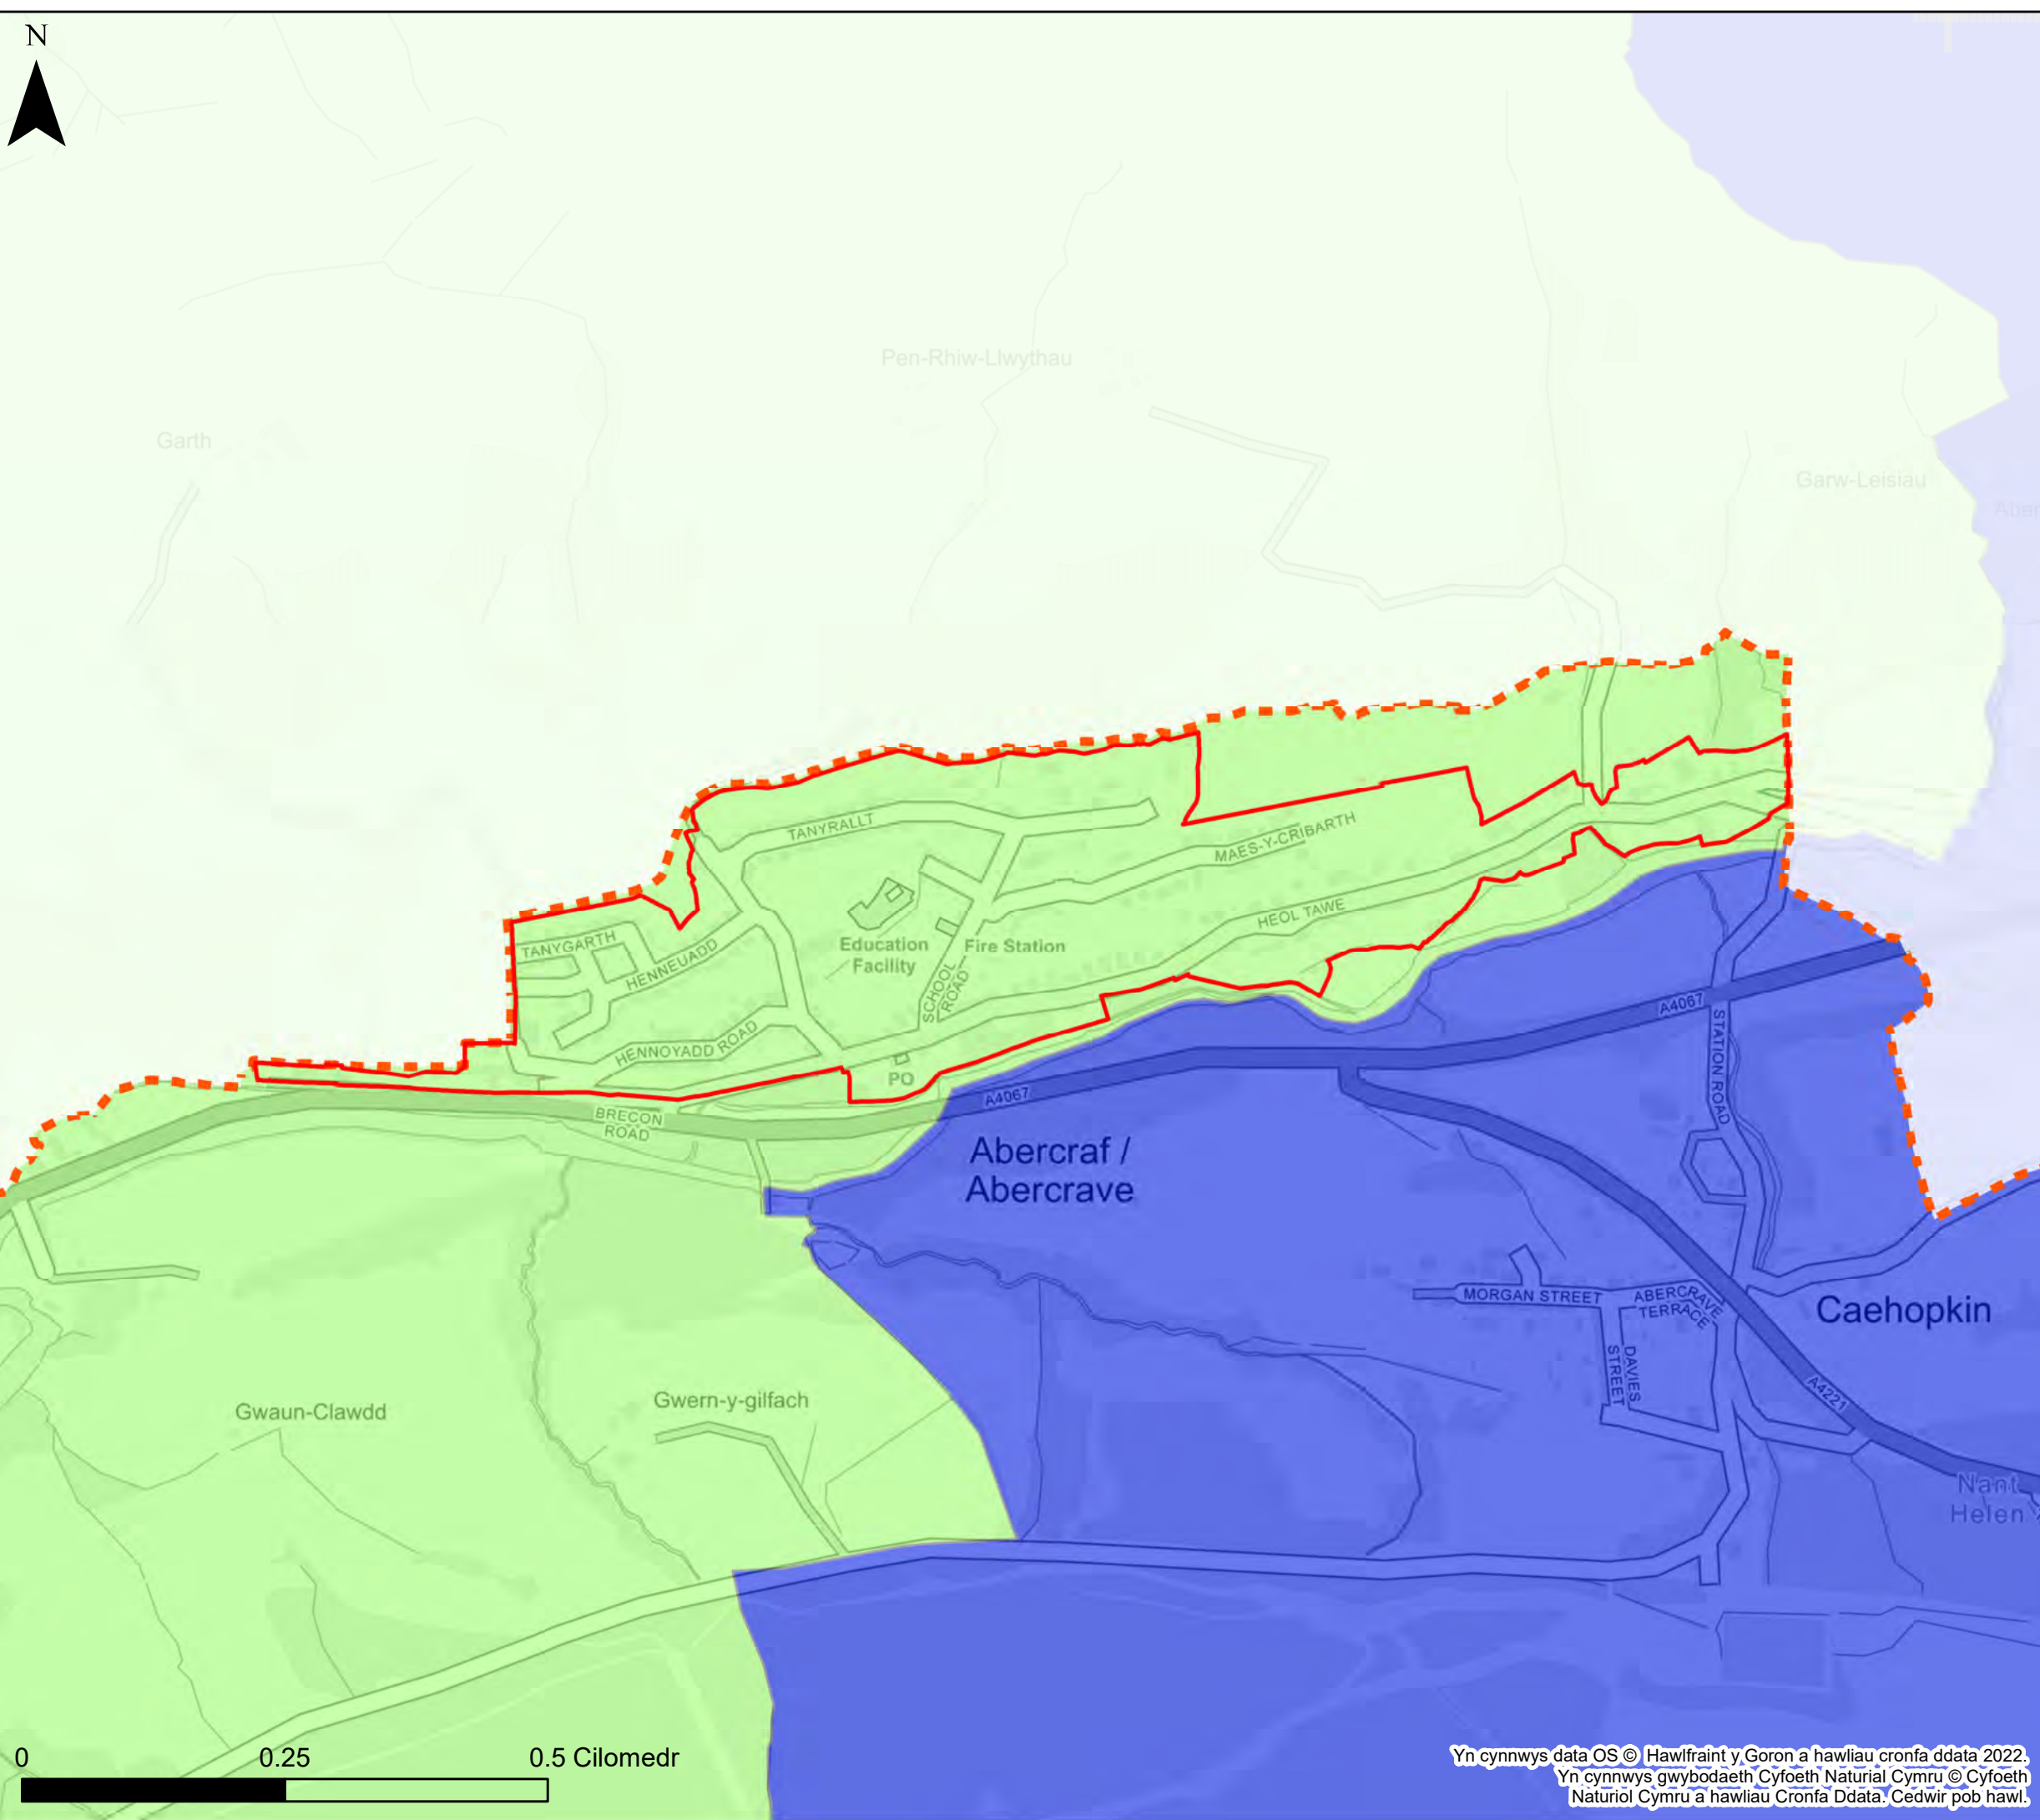 N
Pen-Rhiw-Llwythau
Garth
Garw-Leisiau
Aber
TANYRALLT
MAES-Y-CRIBARTH
HEOL TAWE
TANYGARTH
HENNEUADD
Education
Facility
Fire Station
SCHOOL
ROAD
HENNOYADD ROAD
PO
BRECON
ROAD
A4067
A4067
STATION ROAD
Abercraf /
Abercrave
MORGAN STREET
ABERCRAVE
TERRACE
DAVIES
STREET
Caehopkin
A4221
Gwaun-Clawdd
Gwern-y-gilfach
Nant
Helen
0 0.25 0.5 Cilomedr
Yn cynnwys data OS © Hawlfraint y Goron a hawliau cronfa ddata 2022.
Yn cynnwys gwybodaeth Cyfoeth Naturial Cymru © Cyfoeth
Naturiol Cymru a hawliau Cronfa Ddata. Cedwir pob hawl.